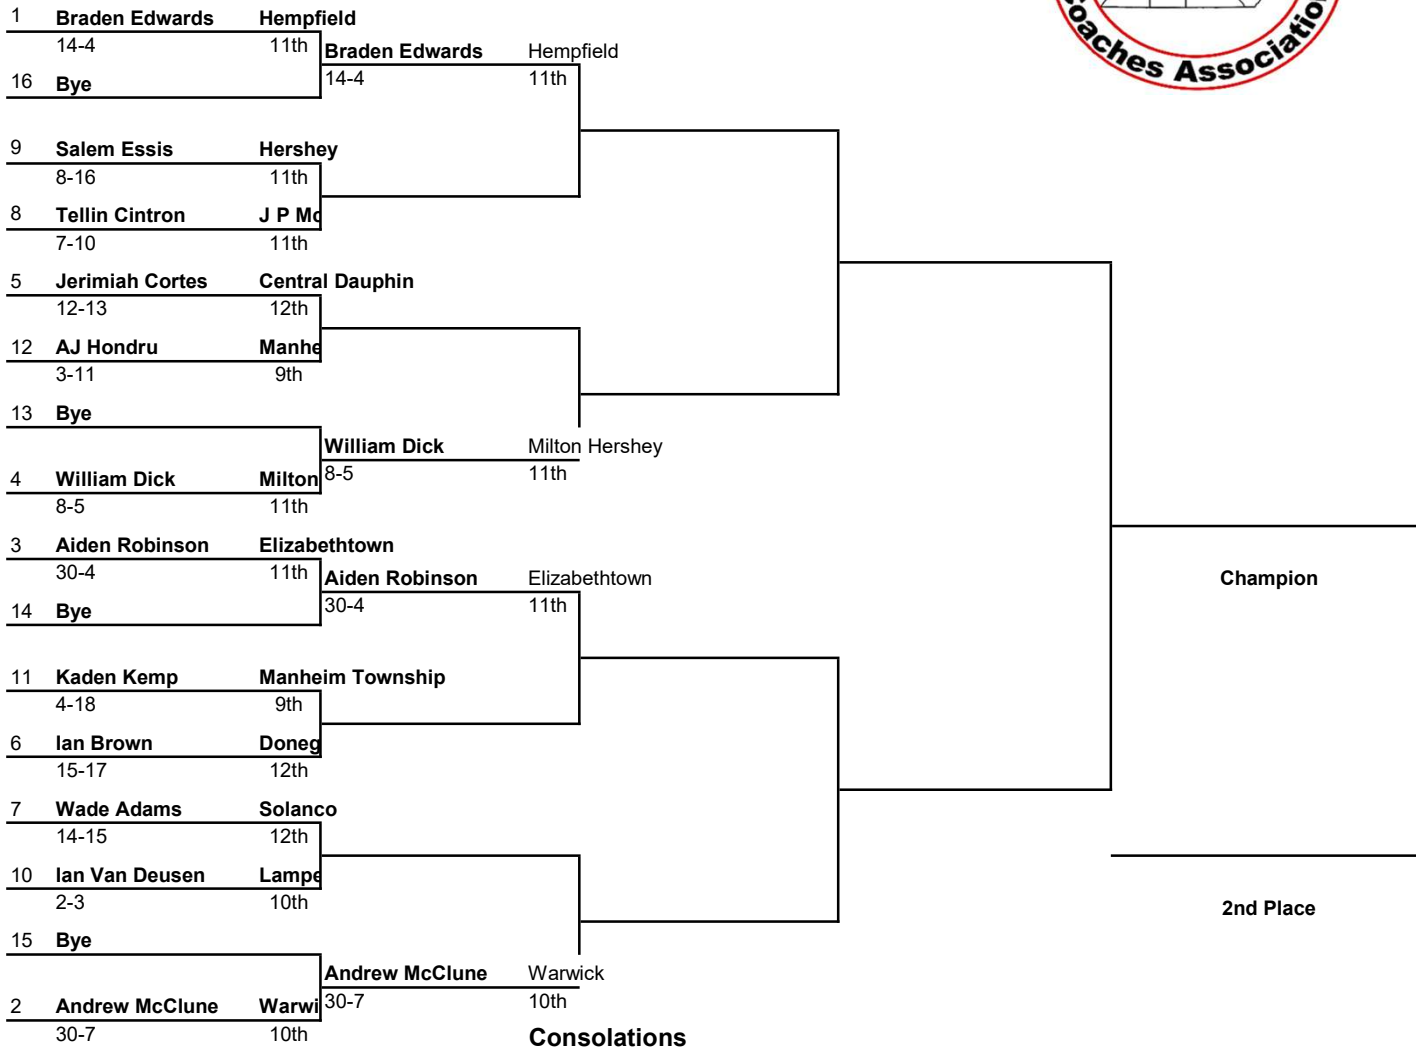 1 Braden Edwards Hempfield
14-4 11th
16 Bye
Braden Edwards Hempfield
14-4 11th
9 Salem Essis Hershey
8-16 11th
8 Tellin Cintron J P Mc
7-10 11th
5 Jerimiah Cortes Central Dauphin
12-13 12th
12 AJ Hondru Manhe
3-11 9th
13 Bye
William Dick Milton Hershey
8-5 11th
4 William Dick Milton
8-5 11th
3 Aiden Robinson Elizabethtown
30-4 11th
14 Bye
Aiden Robinson Elizabethtown
30-4 11th
11 Kaden Kemp Manheim Township
4-18 9th
6 Ian Brown Doneg
15-17 12th
7 Wade Adams Solanco
14-15 12th
10 Ian Van Deusen Lampe
2-3 10th
15 Bye
Andrew McClune Warwick
30-7 10th
2 Andrew McClune Warwi
30-7 10th
Consolations
Champion
2nd Place
oaches Association